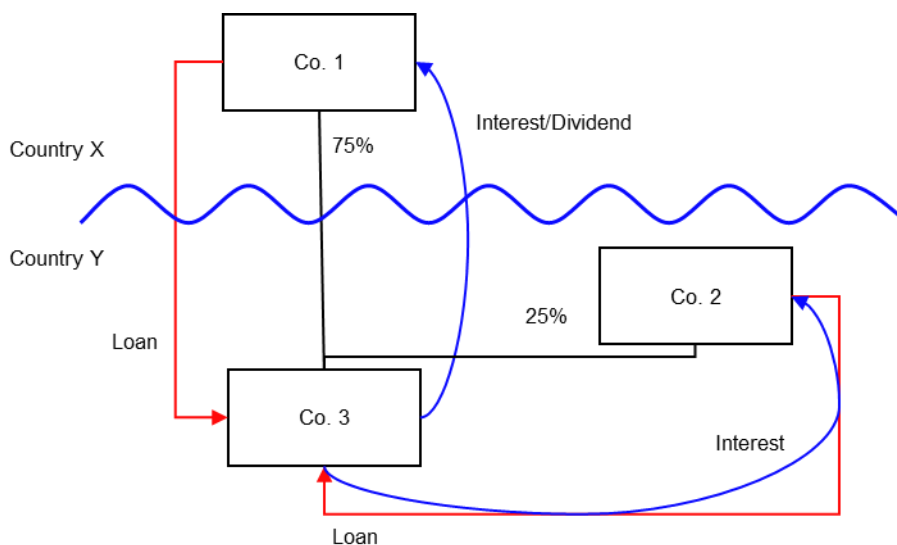 Co. 1
Interest/Dividend
75%
Country X
Country Y
Co. 2
25%
Loan
Co. 3
Interest
Loan